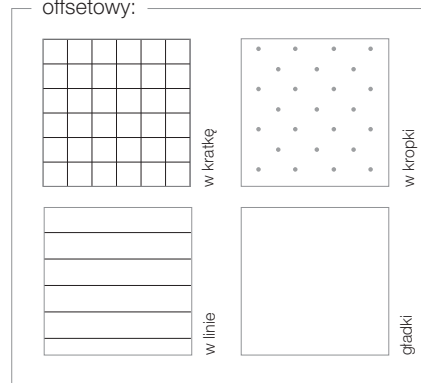 offsetowy:
w kratkę
w kropki
w linie
gładki